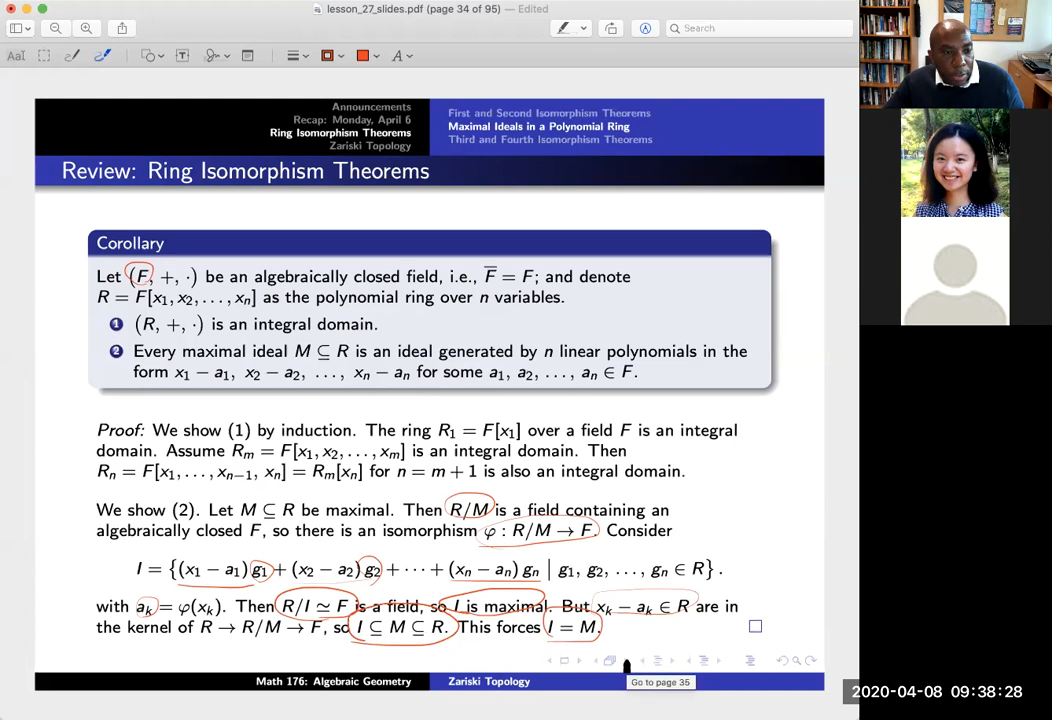 lesson_27_slides.pdf (page 34 of 95) — Edited
Search
Announcements
Recap: Monday, April 6
Ring Isomorphism Theorems
Zariski Topology
First and Second Isomorphism Theorems
Maximal Ideals in a Polynomial Ring
Third and Fourth Isomorphism Theorems
Review: Ring Isomorphism Theorems
Corollary
Let (F, +, ·) be an algebraically closed field, i.e., F̅ = F; and denote
R = F[x₁, x₂, . . . , xₙ] as the polynomial ring over n variables.
1 (R, +, ·) is an integral domain.
2 Every maximal ideal M ⊆ R is an ideal generated by n linear polynomials in the
form x₁ − a₁, x₂ − a₂, . . . , xₙ − aₙ for some a₁, a₂, . . . , aₙ ∈ F.
Proof: We show (1) by induction. The ring R₁ = F[x₁] over a field F is an integral
domain. Assume Rₘ = F[x₁, x₂, . . . , xₘ] is an integral domain. Then
Rₙ = F[x₁, . . . , xₙ₋₁, xₙ] = Rₘ[xₙ] for n = m + 1 is also an integral domain.
We show (2). Let M ⊆ R be maximal. Then R/M is a field containing an
algebraically closed F, so there is an isomorphism φ : R/M → F. Consider
I = {(x₁ − a₁) g₁ + (x₂ − a₂) g₂ + · · · + (xₙ − aₙ) gₙ | g₁, g₂, . . . , gₙ ∈ R} .
with aₖ = φ(xₖ). Then R/I ≃ F is a field, so I is maximal. But xₖ − aₖ ∈ R are in
the kernel of R → R/M → F, so I ⊆ M ⊆ R. This forces I = M.
Go to page 35
Math 176: Algebraic Geometry
Zariski Topology
2020-04-08 09:38:28